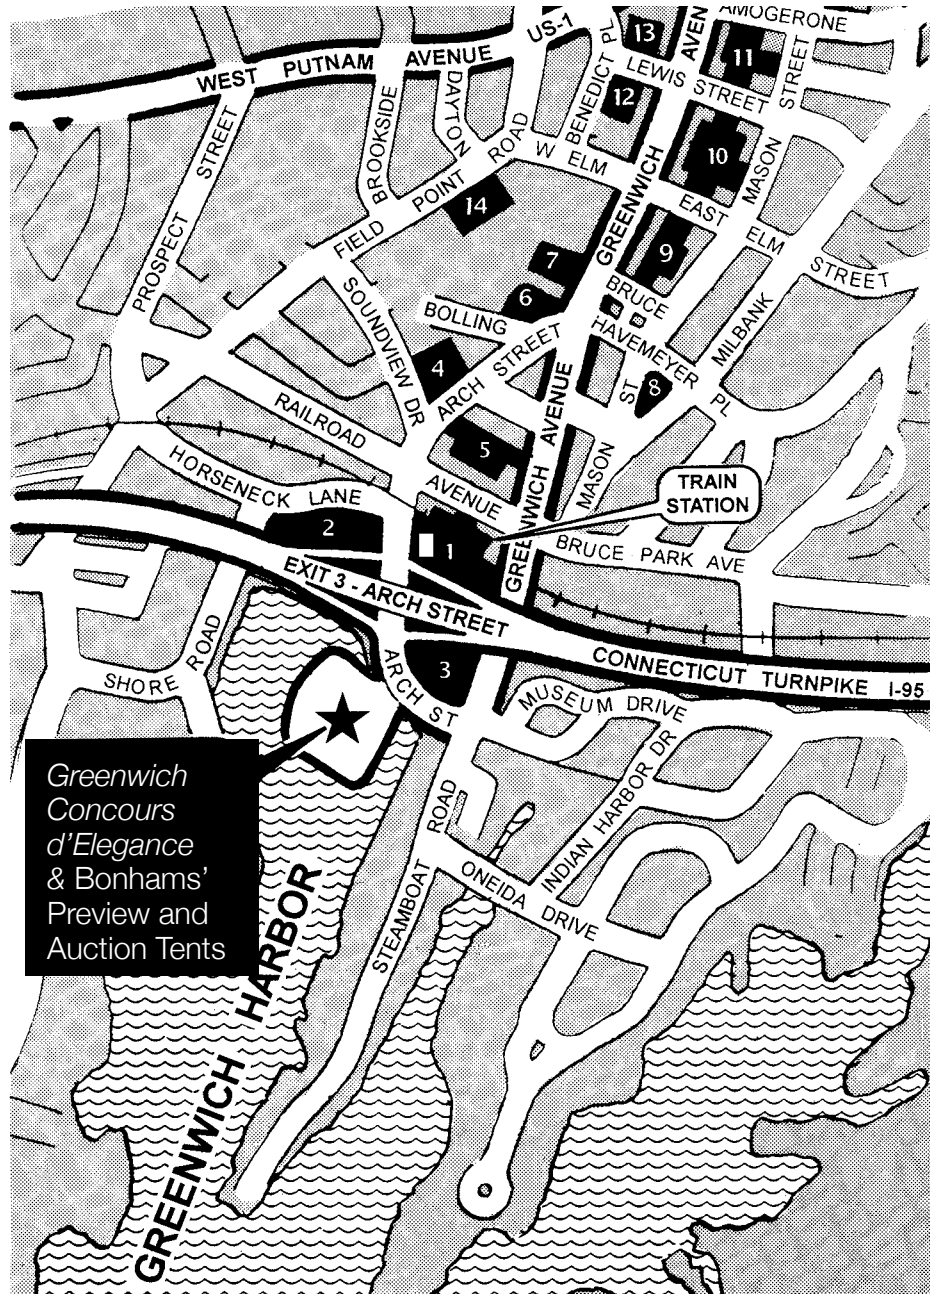 AMOGERONE
US-1
WEST PUTNAM AVENUE
13
AVEN
11
LEWIS STREET
MASON STREET
12
BENEDICT PL
DAYTON
BROOKSIDE
PROSPECT STREET
W ELM
10
FIELD POINT ROAD
14
EAST ELM STREET
GREENWICH AVENUE
9
7
BRUCE
6
SOUNDVIEW DR
BOLLING
HAVEMEYER PL
MILBANK
4
ARCH STREET
8
ST
RAILROAD AVENUE
5
MASON
TRAIN
STATION
HORSENECK LANE
2
1
GREENWICH
BRUCE PARK AVE
EXIT 3 - ARCH STREET
CONNECTICUT TURNPIKE I-95
SHORE ROAD
ARCH ST
3
MUSEUM DRIVE
INDIAN HARBOR DR
Greenwich
Concours
d'Elegance
& Bonhams'
Preview and
Auction Tents
STEAMBOAT ROAD
ONEIDA DRIVE
GREENWICH HARBOR